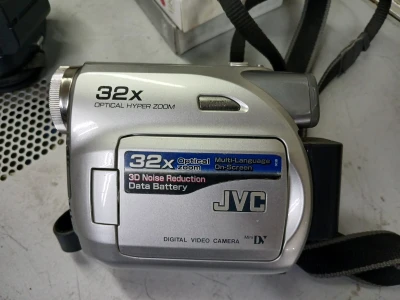 32x
OPTICAL HYPER ZOOM
32x Optical Zoom Multi-Language On-Screen
3D Noise Reduction
Data Battery
JVC
DIGITAL VIDEO CAMERA Mini DV